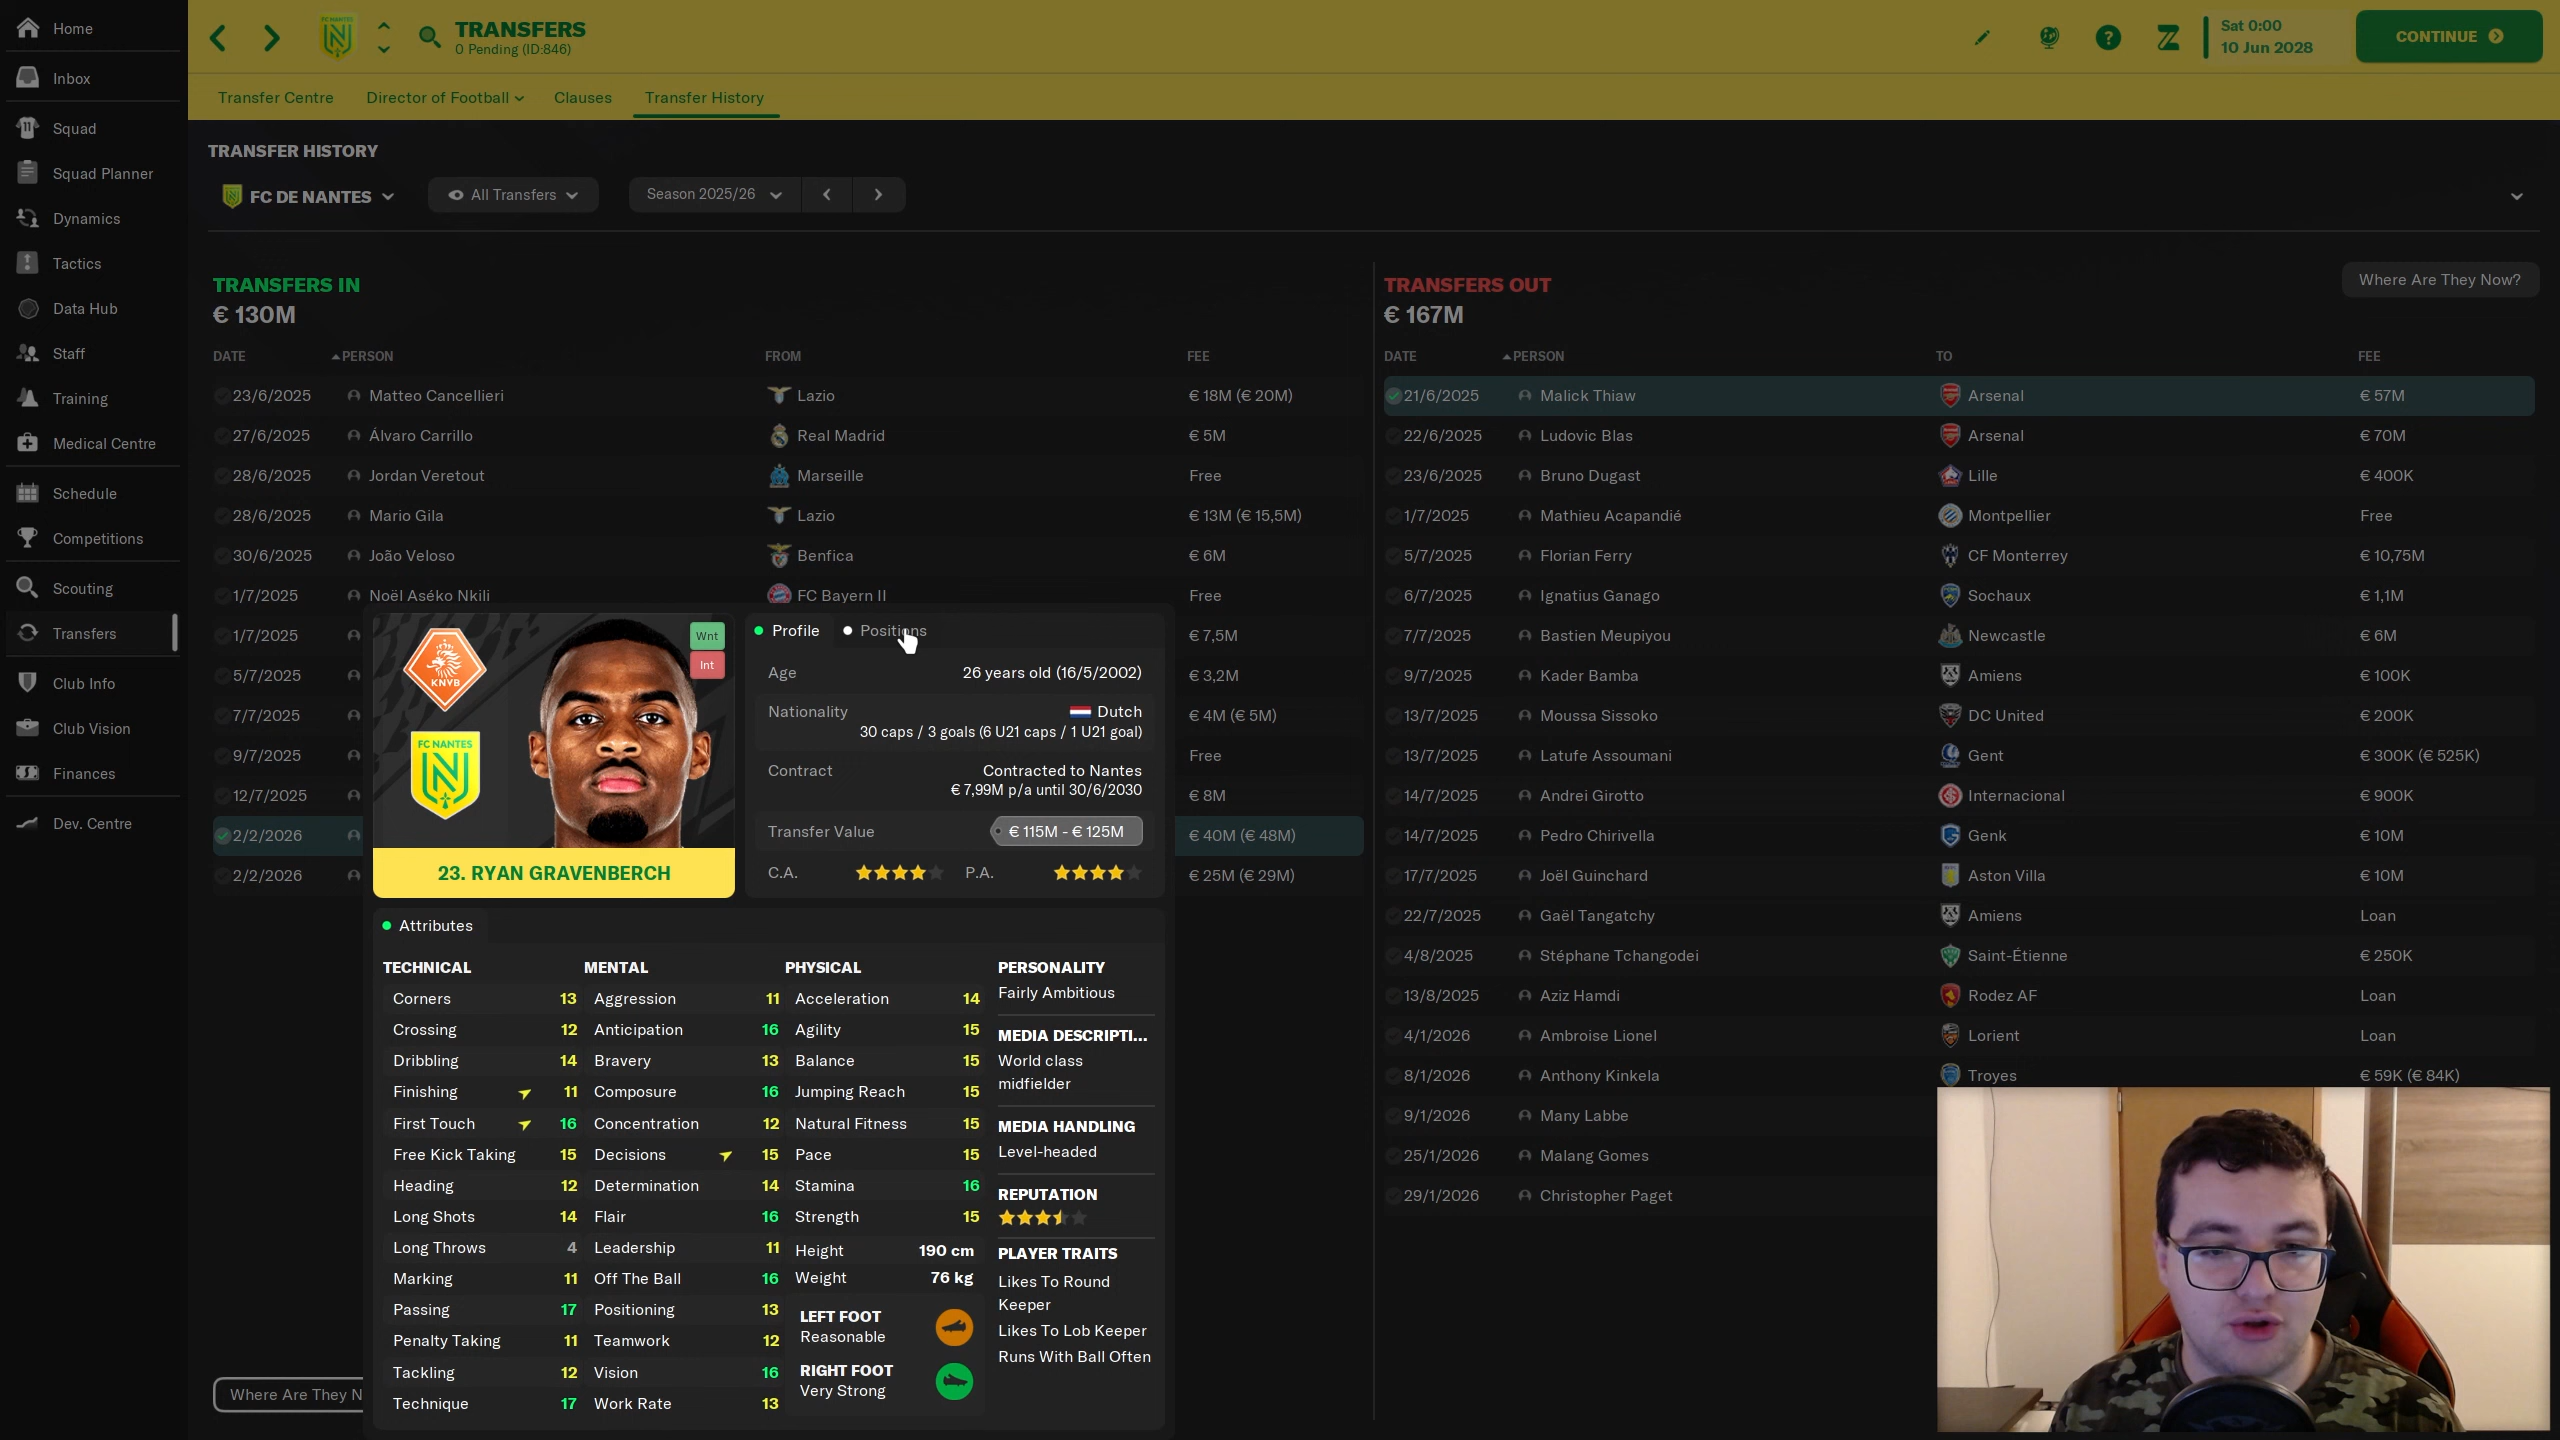 Home
Inbox
Squad
Squad Planner
Dynamics
Tactics
Data Hub
Staff
Training
Medical Centre
Schedule
Competitions
Scouting
Transfers
Club Info
Club Vision
Finances
Dev. Centre
FC NANTES
TRANSFERS
0 Pending (ID:846)
Sat 0:00
10 Jun 2028
CONTINUE
Transfer Centre
Director of Football
Clauses
Transfer History
TRANSFER HISTORY
FC DE NANTES
All Transfers
Season 2025/26
TRANSFERS IN
€ 130M
DATE PERSON FROM FEE
23/6/2025 Matteo Cancellieri Lazio € 18M (€ 20M)
27/6/2025 Álvaro Carrillo Real Madrid € 5M
28/6/2025 Jordan Veretout Marseille Free
28/6/2025 Mario Gila Lazio € 13M (€ 15,5M)
30/6/2025 João Veloso Benfica € 6M
1/7/2025 Noël Aséko Nkili FC Bayern II Free
1/7/2025 € 7,5M
5/7/2025 € 3,2M
7/7/2025 € 4M (€ 5M)
9/7/2025 Free
12/7/2025 € 8M
2/2/2026 € 40M (€ 48M)
2/2/2026 € 25M (€ 29M)
Where Are They N
KNVB
FC NANTES
Wnt
Int
23. RYAN GRAVENBERCH
Profile
Positions
Age 26 years old (16/5/2002)
Nationality Dutch
30 caps / 3 goals (6 U21 caps / 1 U21 goal)
Contract Contracted to Nantes
€ 7,99M p/a until 30/6/2030
Transfer Value € 115M - € 125M
C.A. P.A.
Attributes
TECHNICAL
Corners 13
Crossing 12
Dribbling 14
Finishing 11
First Touch 16
Free Kick Taking 15
Heading 12
Long Shots 14
Long Throws 4
Marking 11
Passing 17
Penalty Taking 11
Tackling 12
Technique 17
MENTAL
Aggression 11
Anticipation 16
Bravery 13
Composure 16
Concentration 12
Decisions 15
Determination 14
Flair 16
Leadership 11
Off The Ball 16
Positioning 13
Teamwork 12
Vision 16
Work Rate 13
PHYSICAL
Acceleration 14
Agility 15
Balance 15
Jumping Reach 15
Natural Fitness 15
Pace 15
Stamina 16
Strength 15
Height 190 cm
Weight 76 kg
LEFT FOOT
Reasonable
RIGHT FOOT
Very Strong
PERSONALITY
Fairly Ambitious
MEDIA DESCRIPTI...
World class
midfielder
MEDIA HANDLING
Level-headed
REPUTATION
PLAYER TRAITS
Likes To Round
Keeper
Likes To Lob Keeper
Runs With Ball Often
TRANSFERS OUT
€ 167M
Where Are They Now?
DATE PERSON TO FEE
21/6/2025 Malick Thiaw Arsenal € 57M
22/6/2025 Ludovic Blas Arsenal € 70M
23/6/2025 Bruno Dugast Lille € 400K
1/7/2025 Mathieu Acapandié Montpellier Free
5/7/2025 Florian Ferry CF Monterrey € 10,75M
6/7/2025 Ignatius Ganago Sochaux € 1,1M
7/7/2025 Bastien Meupiyou Newcastle € 6M
9/7/2025 Kader Bamba Amiens € 100K
13/7/2025 Moussa Sissoko DC United € 200K
13/7/2025 Latufe Assoumani Gent € 300K (€ 525K)
14/7/2025 Andrei Girotto Internacional € 900K
14/7/2025 Pedro Chirivella Genk € 10M
17/7/2025 Joël Guinchard Aston Villa € 10M
22/7/2025 Gaël Tangatchy Amiens Loan
4/8/2025 Stéphane Tchangodei Saint-Étienne € 250K
13/8/2025 Aziz Hamdi Rodez AF Loan
4/1/2026 Ambroise Lionel Lorient Loan
8/1/2026 Anthony Kinkela Troyes € 59K (€ 84K)
9/1/2026 Many Labbe
25/1/2026 Malang Gomes
29/1/2026 Christopher Paget